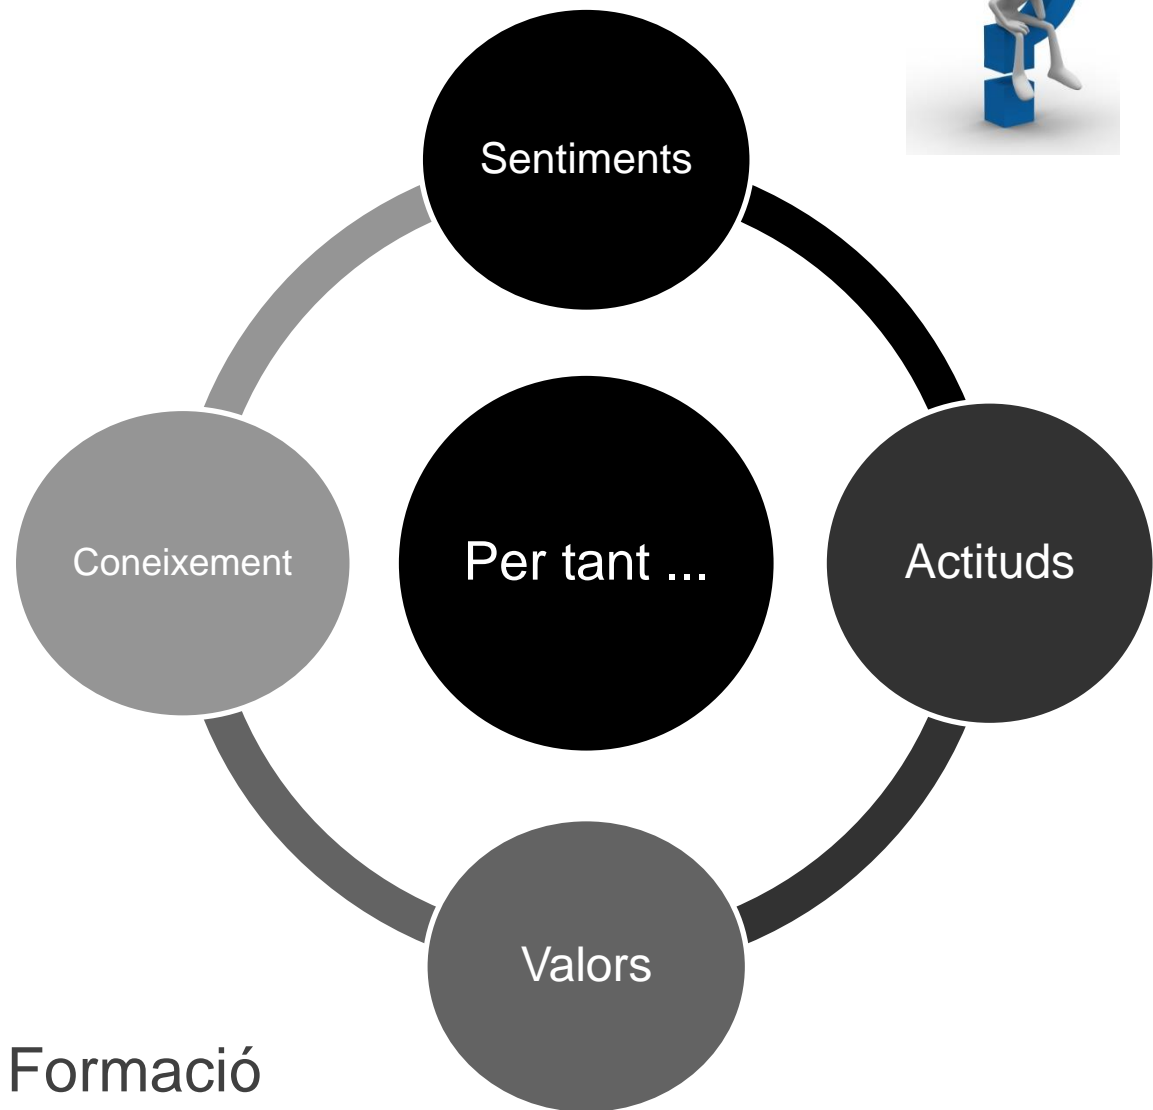 Sentiments
Coneixement
Per tant ...
Actituds
Valors
Formació